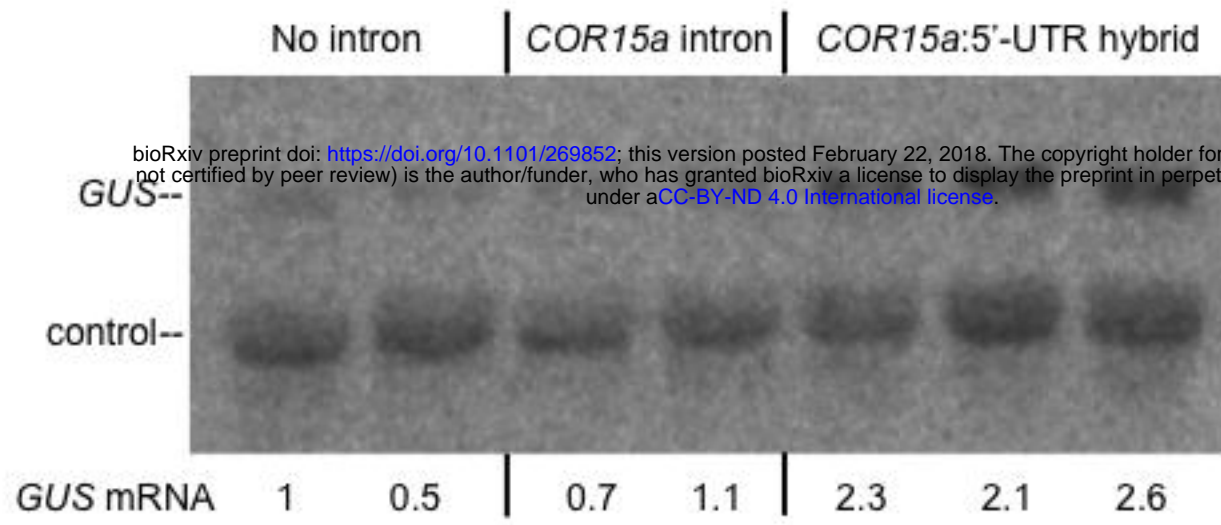 No intron COR15a intron COR15a:5´-UTR hybrid
bioRxiv preprint doi: https://doi.org/10.1101/269852; this version posted February 22, 2018. The copyright holder for
not certified by peer review) is the author/funder, who has granted bioRxiv a license to display the preprint in perpet
under aCC-BY-ND 4.0 International license.
GUS--
control--
GUS mRNA 1 0.5 0.7 1.1 2.3 2.1 2.6